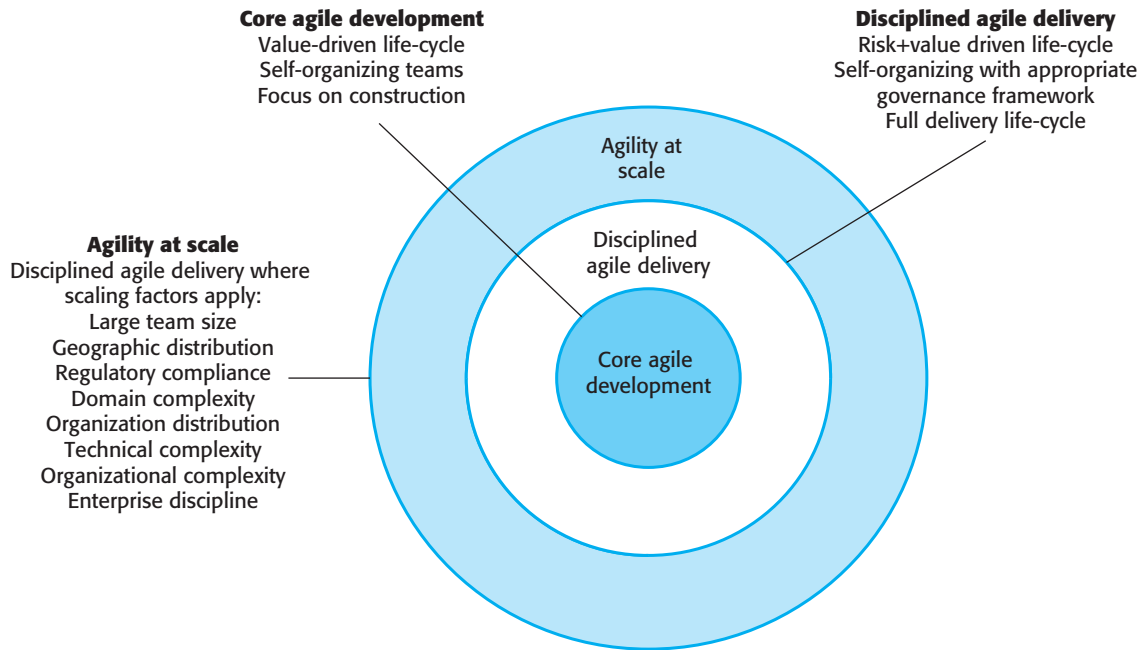 Core agile development
Value-driven life-cycle
Self-organizing teams
Focus on construction
Disciplined agile delivery
Risk+value driven life-cycle
Self-organizing with appropriate
governance framework
Full delivery life-cycle
Agility at
scale
Disciplined
agile delivery
Core agile
development
Agility at scale
Disciplined agile delivery where
scaling factors apply:
Large team size
Geographic distribution
Regulatory compliance
Domain complexity
Organization distribution
Technical complexity
Organizational complexity
Enterprise discipline